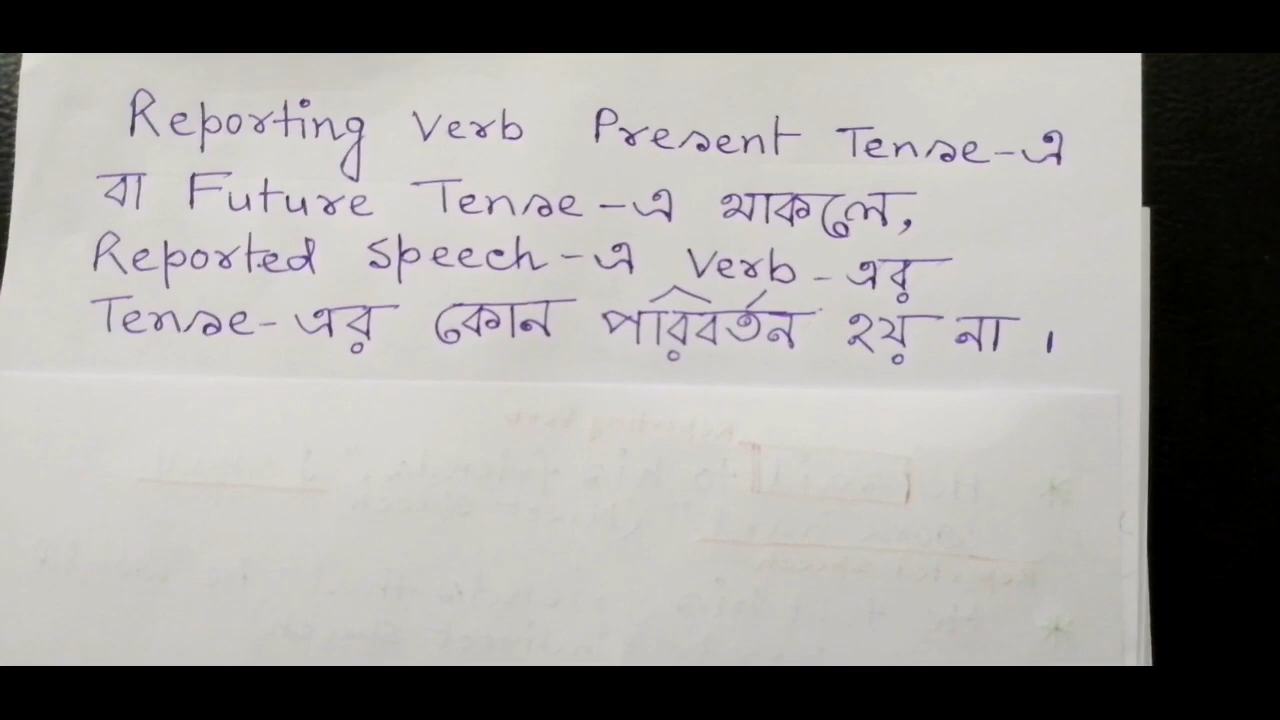 Reporting Verb Present Tense-এ
বা Future Tense-এ থাকলে,
Reported Speech-এ Verb-এর
Tense-এর কোন পরিবর্তন হয় না।